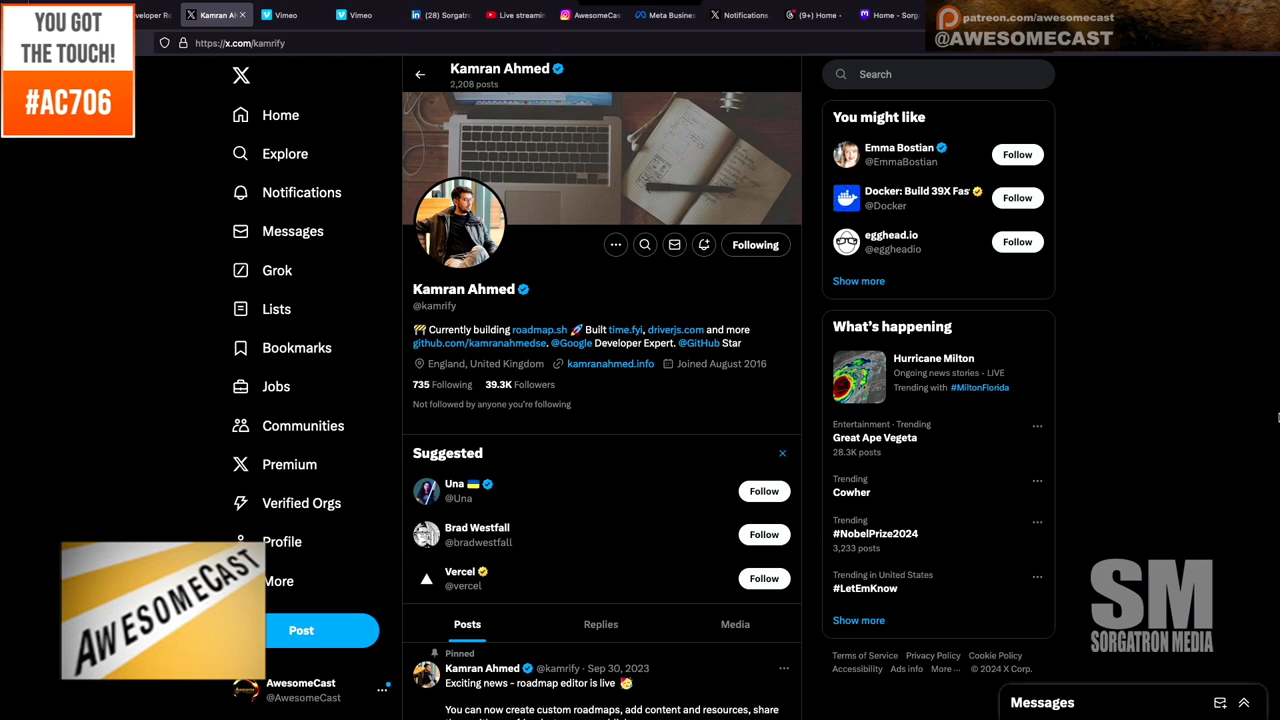 YOU GOT
THE TOUCH!
#AC706
veloper Ro
Kamran A
Vimeo
Vimeo
(28) Sorgatro
Live stream
AwesomeCas
Meta Busines
Notifications
(9+) Home -
Home - Sorg
https://x.com/kamrify
patreon.com/awesomecast
@AWESOMECAST
Home
Explore
Notifications
Messages
Grok
Lists
Bookmarks
Jobs
Communities
Premium
Verified Orgs
Profile
More
Post
AwesomeCast
@AwesomeCast
AWESOMECAST
Kamran Ahmed
2,208 posts
Following
Kamran Ahmed
@kamrify
🚧 Currently building roadmap.sh 🚀 Built time.fyi, driverjs.com and more
github.com/kamranahmedse. @Google Developer Expert. @GitHub Star
England, United Kingdom kamranahmed.info Joined August 2016
735 Following 39.3K Followers
Not followed by anyone you're following
Suggested
Una 🇺🇦
@Una
Follow
Brad Westfall
@bradwestfall
Follow
Vercel
@vercel
Follow
Posts Replies Media
Pinned
Kamran Ahmed @kamrify · Sep 30, 2023
Exciting news - roadmap editor is live 🥳
You can now create custom roadmaps, add content and resources, share
Search
You might like
Emma Bostian
@EmmaBostian
Follow
Docker: Build 39X Fas
@Docker
Follow
egghead.io
@eggheadio
Follow
Show more
What's happening
Hurricane Milton
Ongoing news stories · LIVE
Trending with #MiltonFlorida
Entertainment · Trending
Great Ape Vegeta
28.3K posts
Trending
Cowher
Trending
#NobelPrize2024
3,233 posts
Trending in United States
#LetEmKnow
Show more
Terms of Service Privacy Policy Cookie Policy
Accessibility Ads info More ... © 2024 X Corp.
SM
SORGATRON MEDIA
Messages